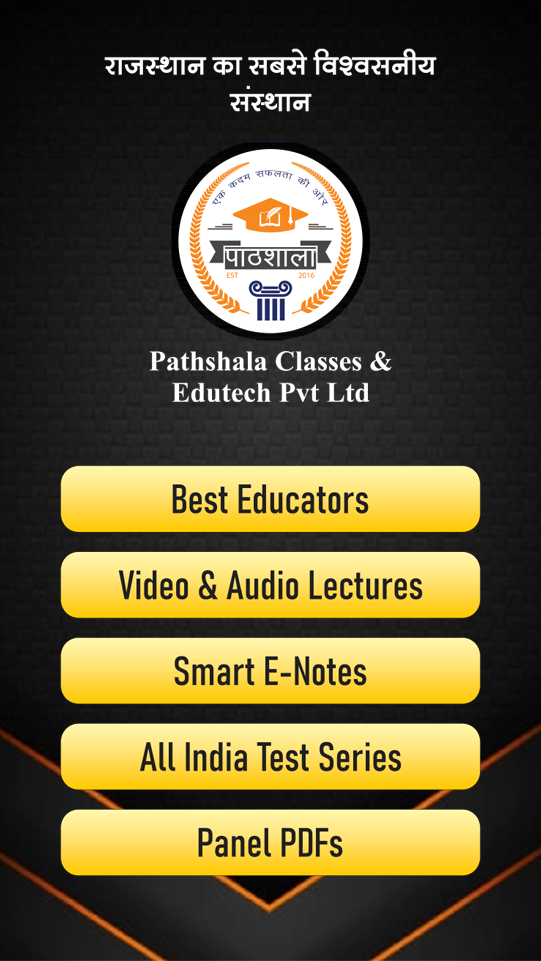 राजस्थान का सबसे विश्वसनीय
संस्थान
एक कदम सफलता की ओर
पाठशाला
EST 2016
Pathshala Classes &
Edutech Pvt Ltd
Best Educators
Video & Audio Lectures
Smart E-Notes
All India Test Series
Panel PDFs